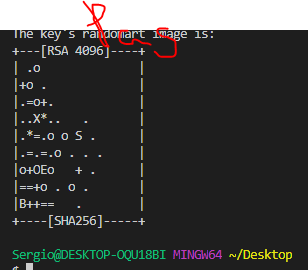 The key's randomart image is:
+---[RSA 4096]----+
| .o              |
|+o .             |
|.=o+.            |
|..X*..   .       |
|.*=.o o S .      |
|.=.=.o . . .     |
|o+OEo   + .      |
|==+o . o .       |
|B++==   .        |
+----[SHA256]-----+
Sergio@DESKTOP-OQU18BI MINGW64 ~/Desktop
$